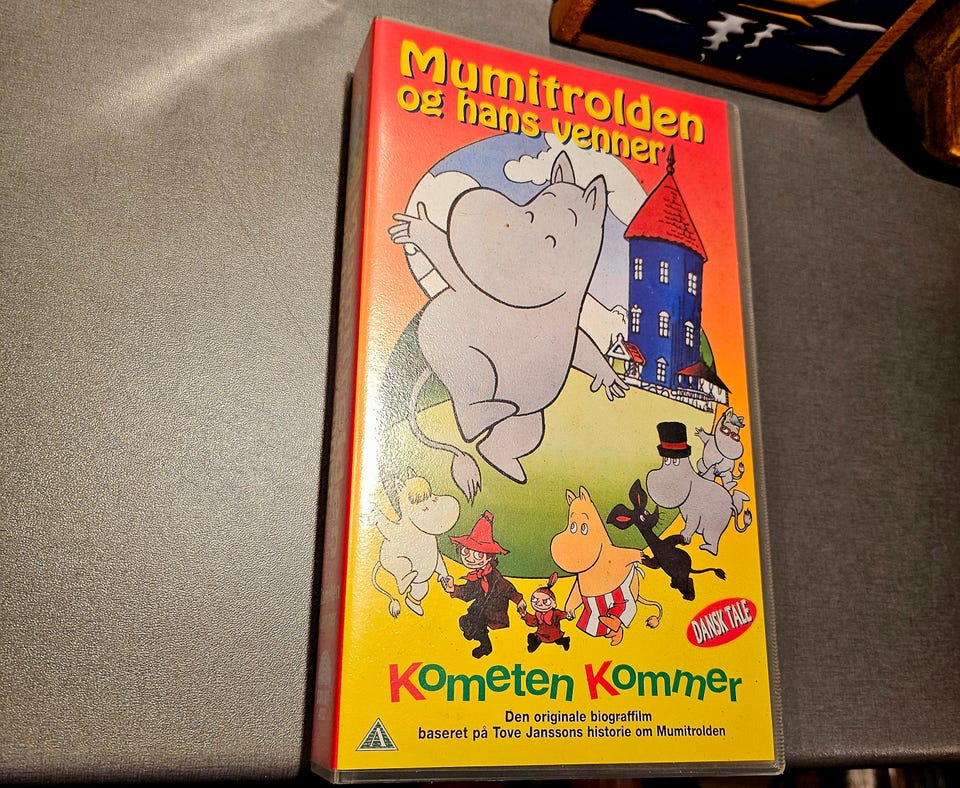 Mumitrolden
og hans venner
DANSK TALE
Kometen Kommer
Den originale biograffilm
baseret på Tove Janssons historie om Mumitrolden
A